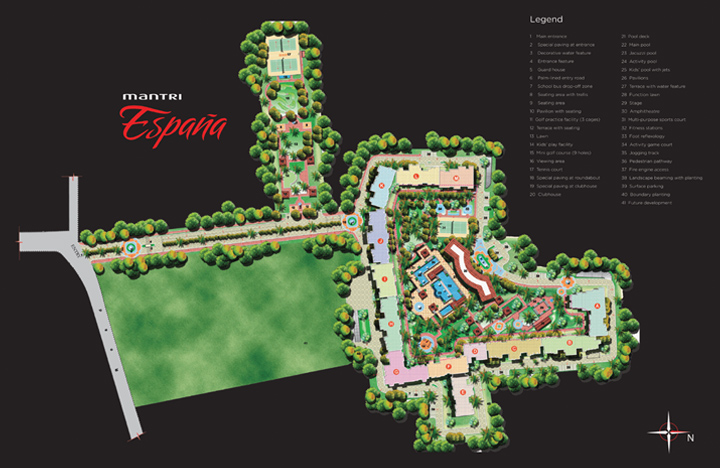 Legend
mantri
España
1 Main entrance
2 Special paving at entrance
3 Decorative water feature
4 Entrance feature
5 Guard house
6 Palm-lined entry road
7 School bus drop-off zone
8 Seating area with trellis
9 Seating area
10 Pavilion with seating
11 Golf practice facility (3 cages)
12 Terrace with seating
13 Lawn
14 Kids' play facility
15 Mini golf course (9-holes)
16 Viewing area
17 Tennis court
18 Special paving at roundabout
19 Special paving at clubhouse
20 Clubhouse
21 Pool deck
22 Main pool
23 Jacuzzi pool
24 Activity pool
25 Kids' pool with jets
26 Pavilions
27 Terrace with water feature
28 Function lawn
29 Stage
30 Amphitheatre
31 Multi-purpose sports court
32 Fitness stations
33 Foot reflexology
34 Activity game court
35 Jogging track
36 Pedestrian pathway
37 Fire engine access
38 Landscape beaming with planting
39 Surface parking
40 Boundary planting
41 Future development
L
M
K
J
I
H
G
F
E
D
C
B
A
ENTRY
N